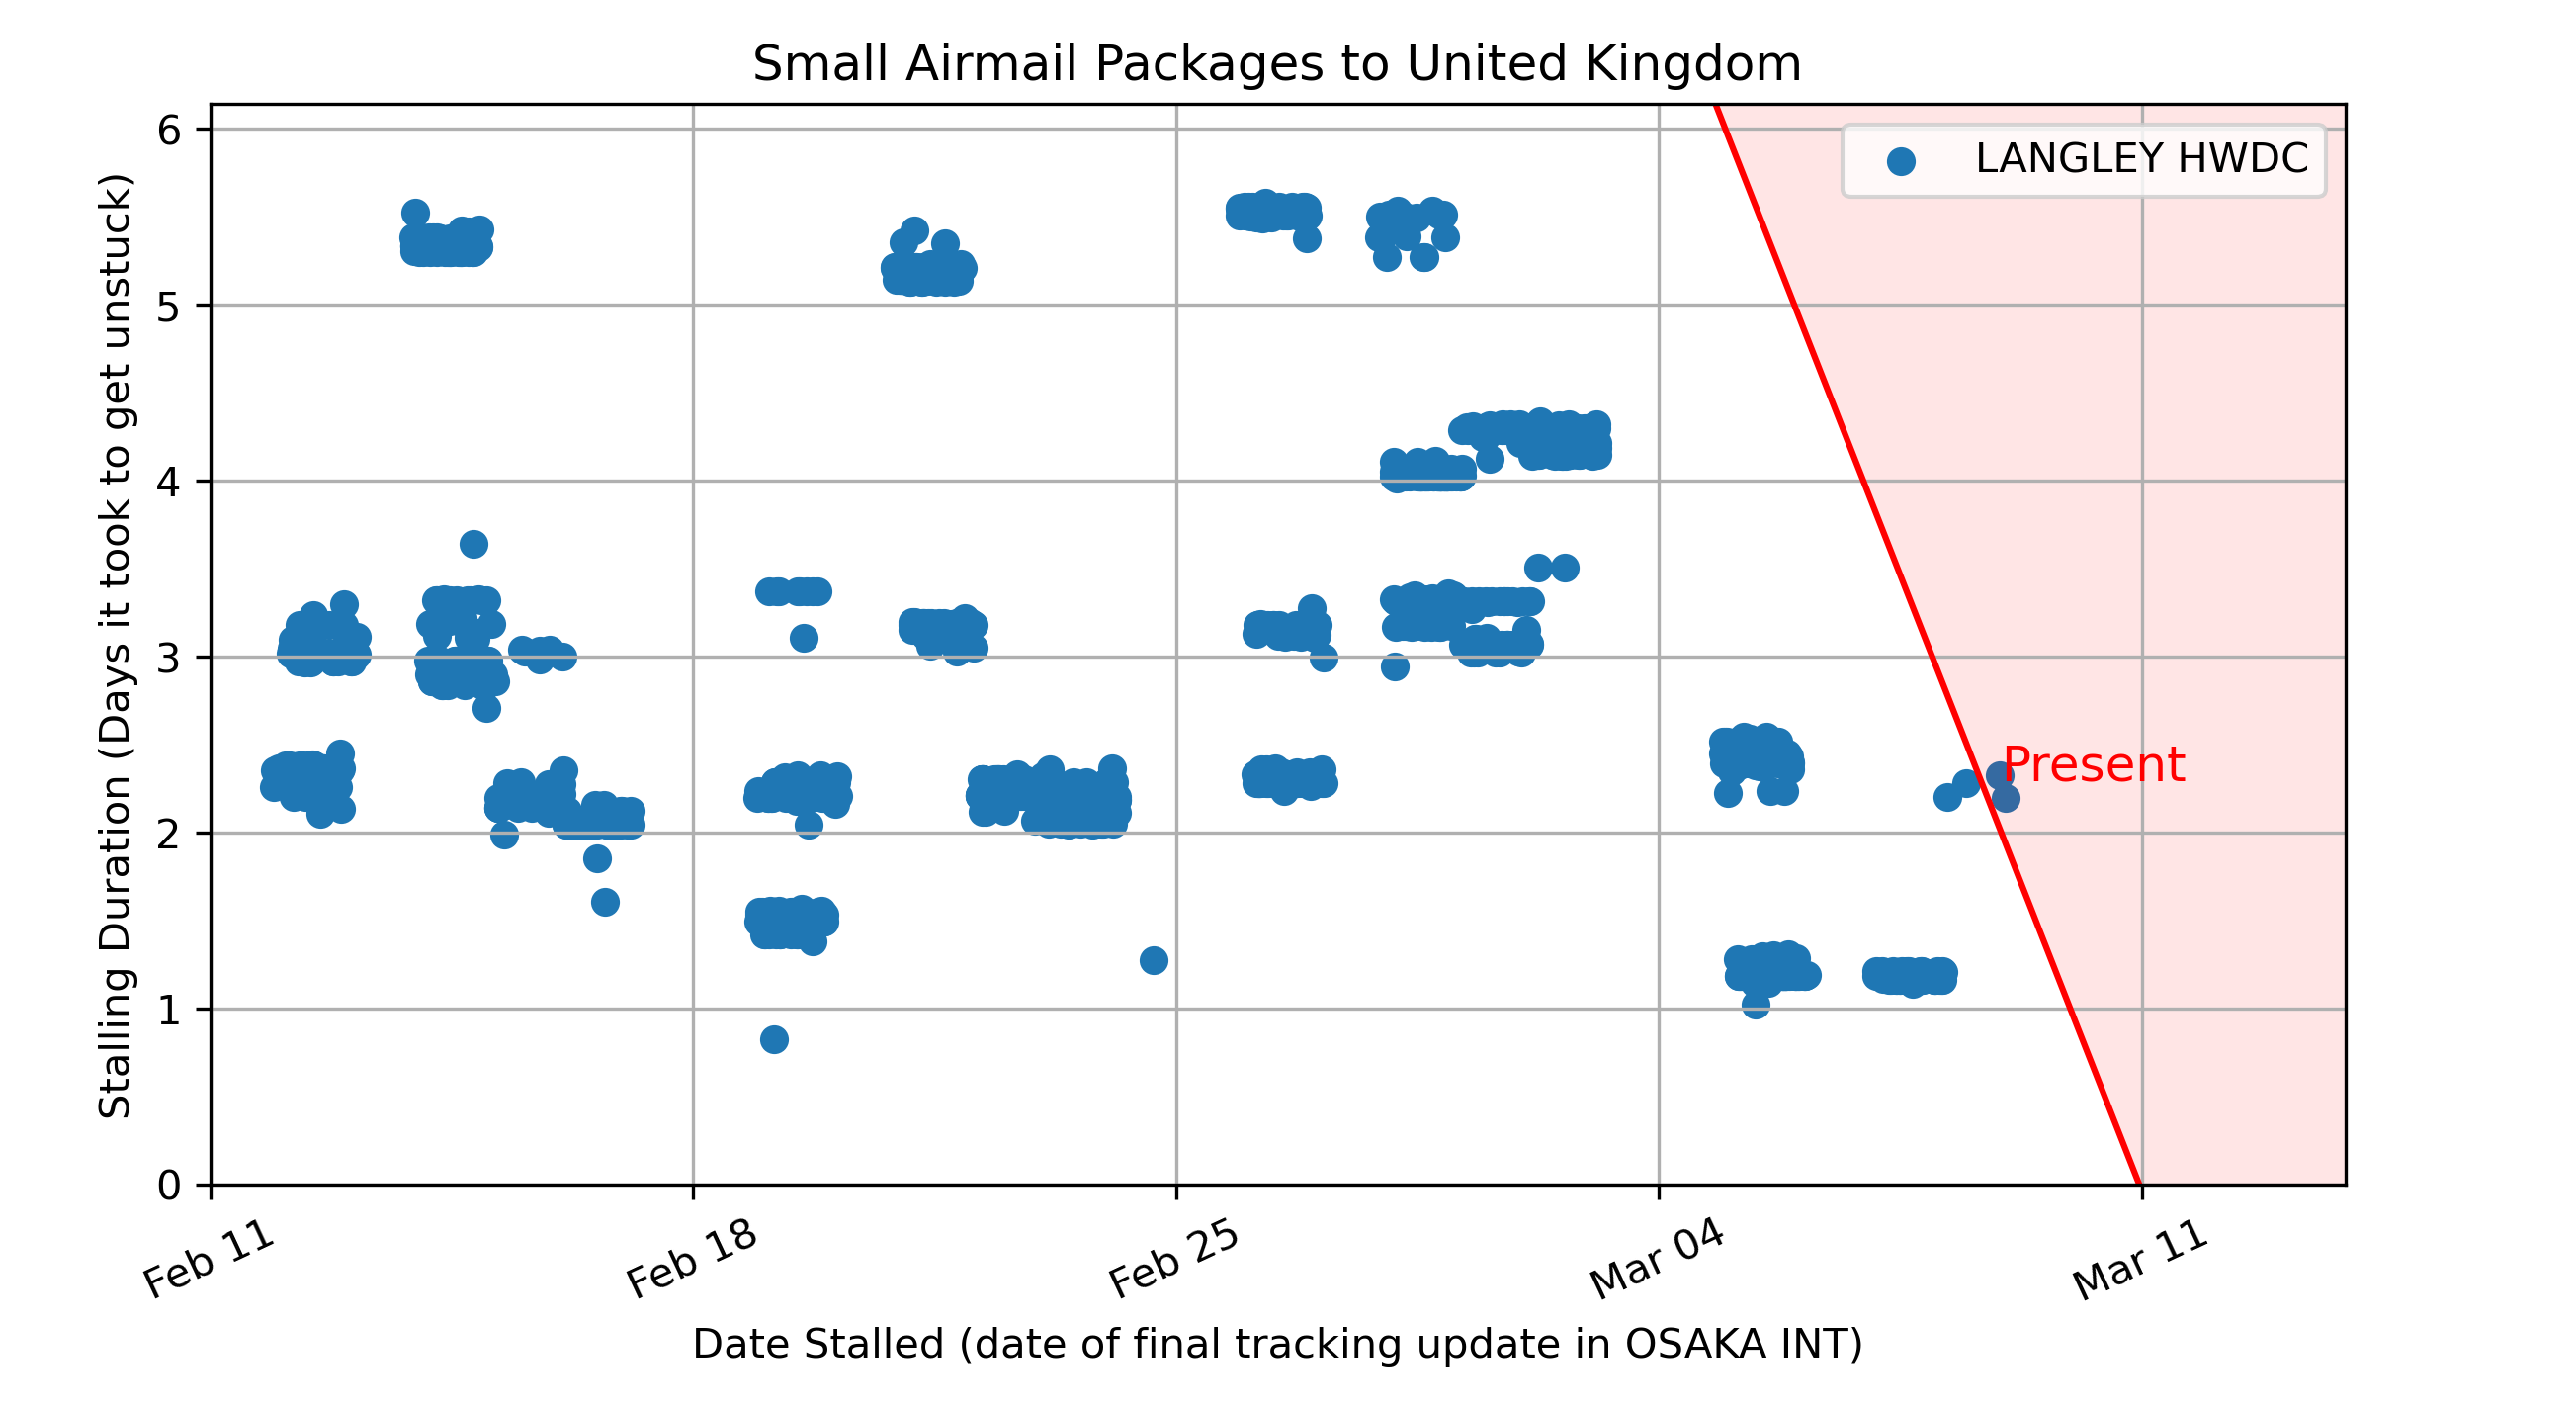 Small Airmail Packages to United Kingdom
LANGLEY HWDC
Stalling Duration (Days it took to get unstuck)
6
5
4
3
2
1
0
Present
Feb 11
Feb 18
Feb 25
Mar 04
Mar 11
Date Stalled (date of final tracking update in OSAKA INT)